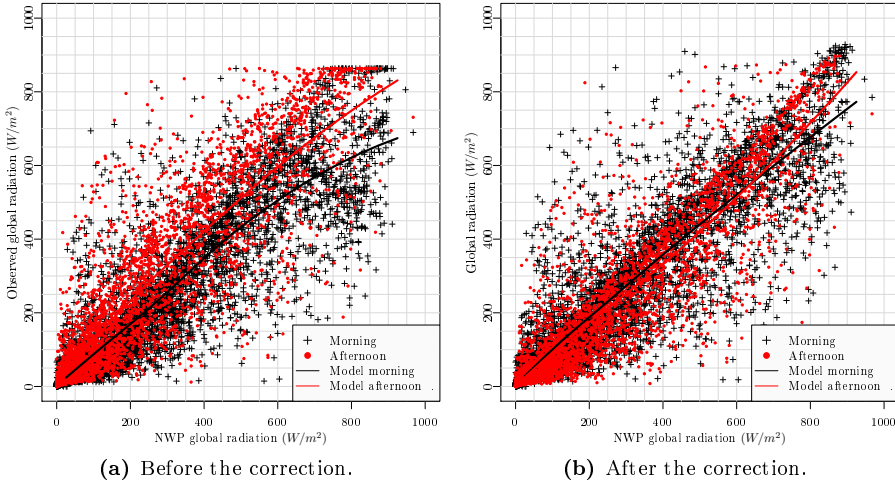 0 200 400 600 800 1000
Observed global radiation (W/m²)
0 200 400 600 800 1000
NWP global radiation (W/m²)
Morning
Afternoon
Model morning
Model afternoon .
(a) Before the correction.
0 200 400 600 800 1000
Global radiation (W/m²)
0 200 400 600 800 1000
NWP global radiation (W/m²)
Morning
Afternoon
Model morning
Model afternoon .
(b) After the correction.